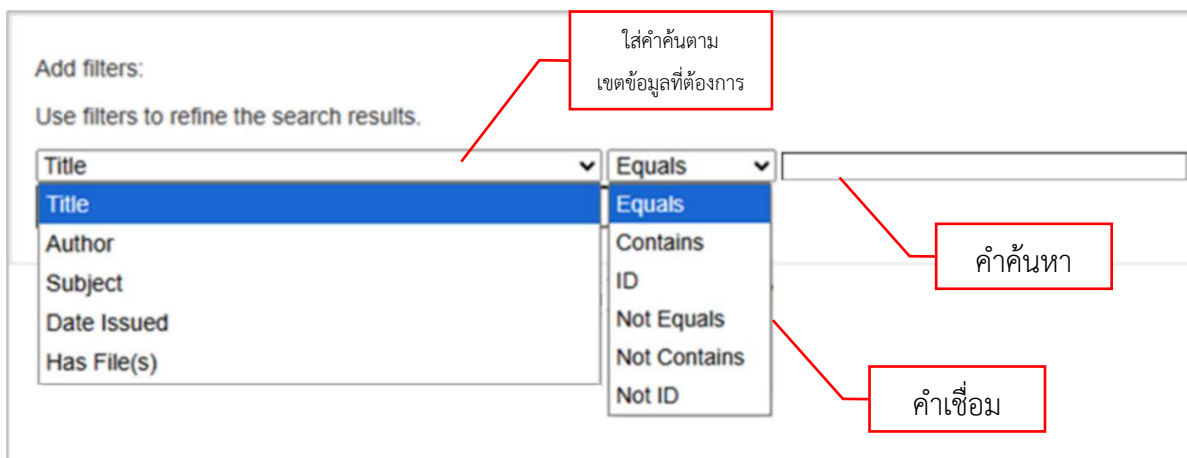 ใส่คำค้นตาม
เขตข้อมูลที่ต้องการ
Add filters:
Use filters to refine the search results.
Title Equals
Title Equals
Author Contains
Subject ID
Date Issued Not Equals
Has File(s) Not Contains
Not ID
คำค้นหา
คำเชื่อม